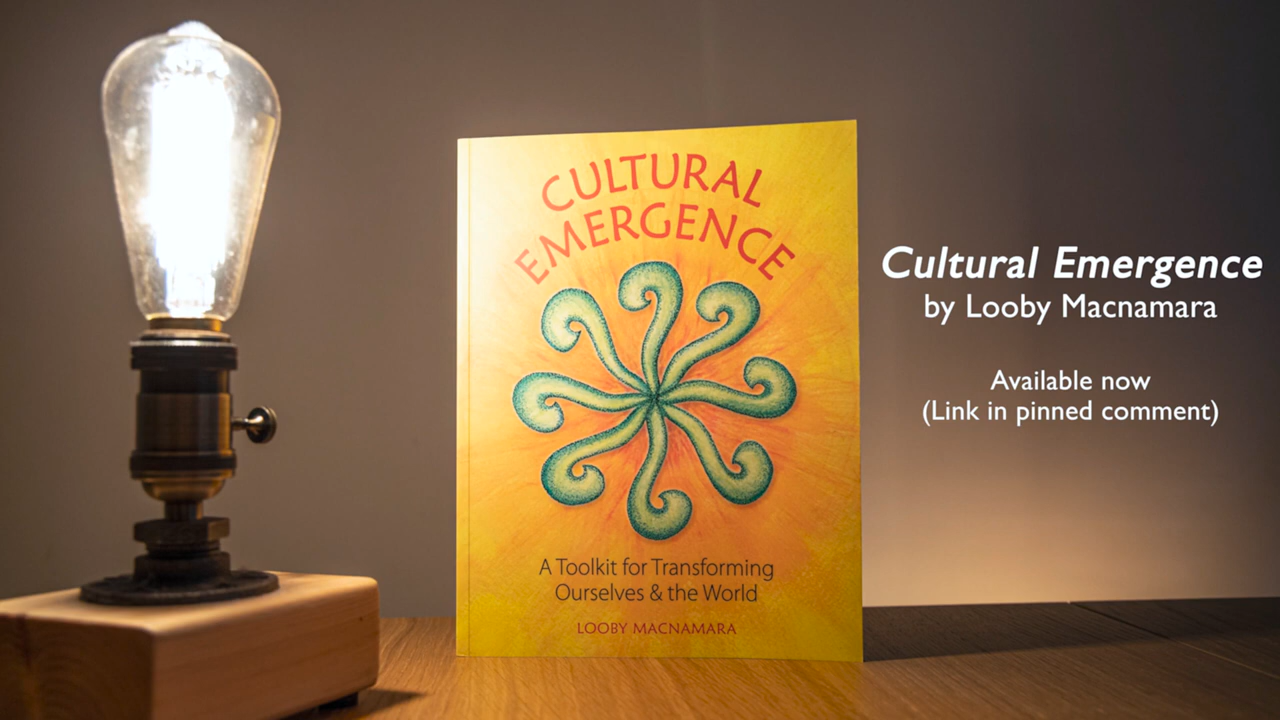 CULTURAL
EMERGENCE
A Toolkit for Transforming
Ourselves & the World
LOOBY MACNAMARA
Cultural Emergence
by Looby Macnamara
Available now
(Link in pinned comment)